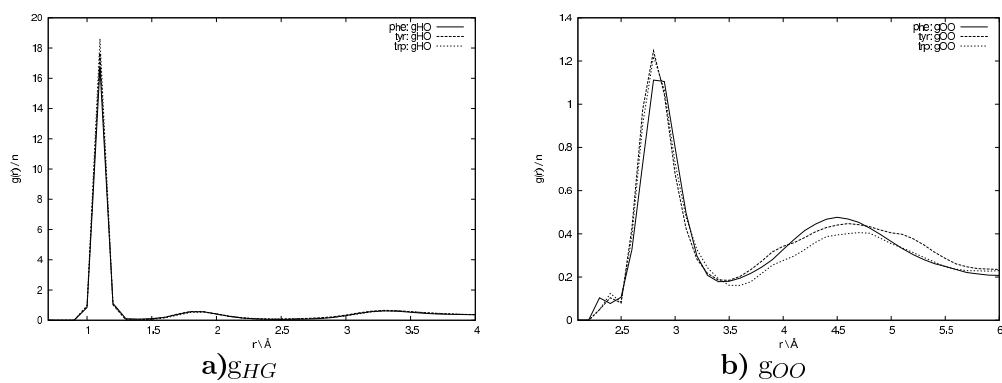 20
18
16
14
12
10
8
6
4
2
0
g(r) / n
phe: gHO
tyr: gHO
trp: gHO
1
1.5
2
2.5
3
3.5
4
r \ Å
a)gHG
1.4
1.2
1
0.8
0.6
0.4
0.2
0
g(r) / n
phe: gOO
tyr: gOO
trp: gOO
2.5
3
3.5
4
4.5
5
5.5
6
r \ Å
b) gOO